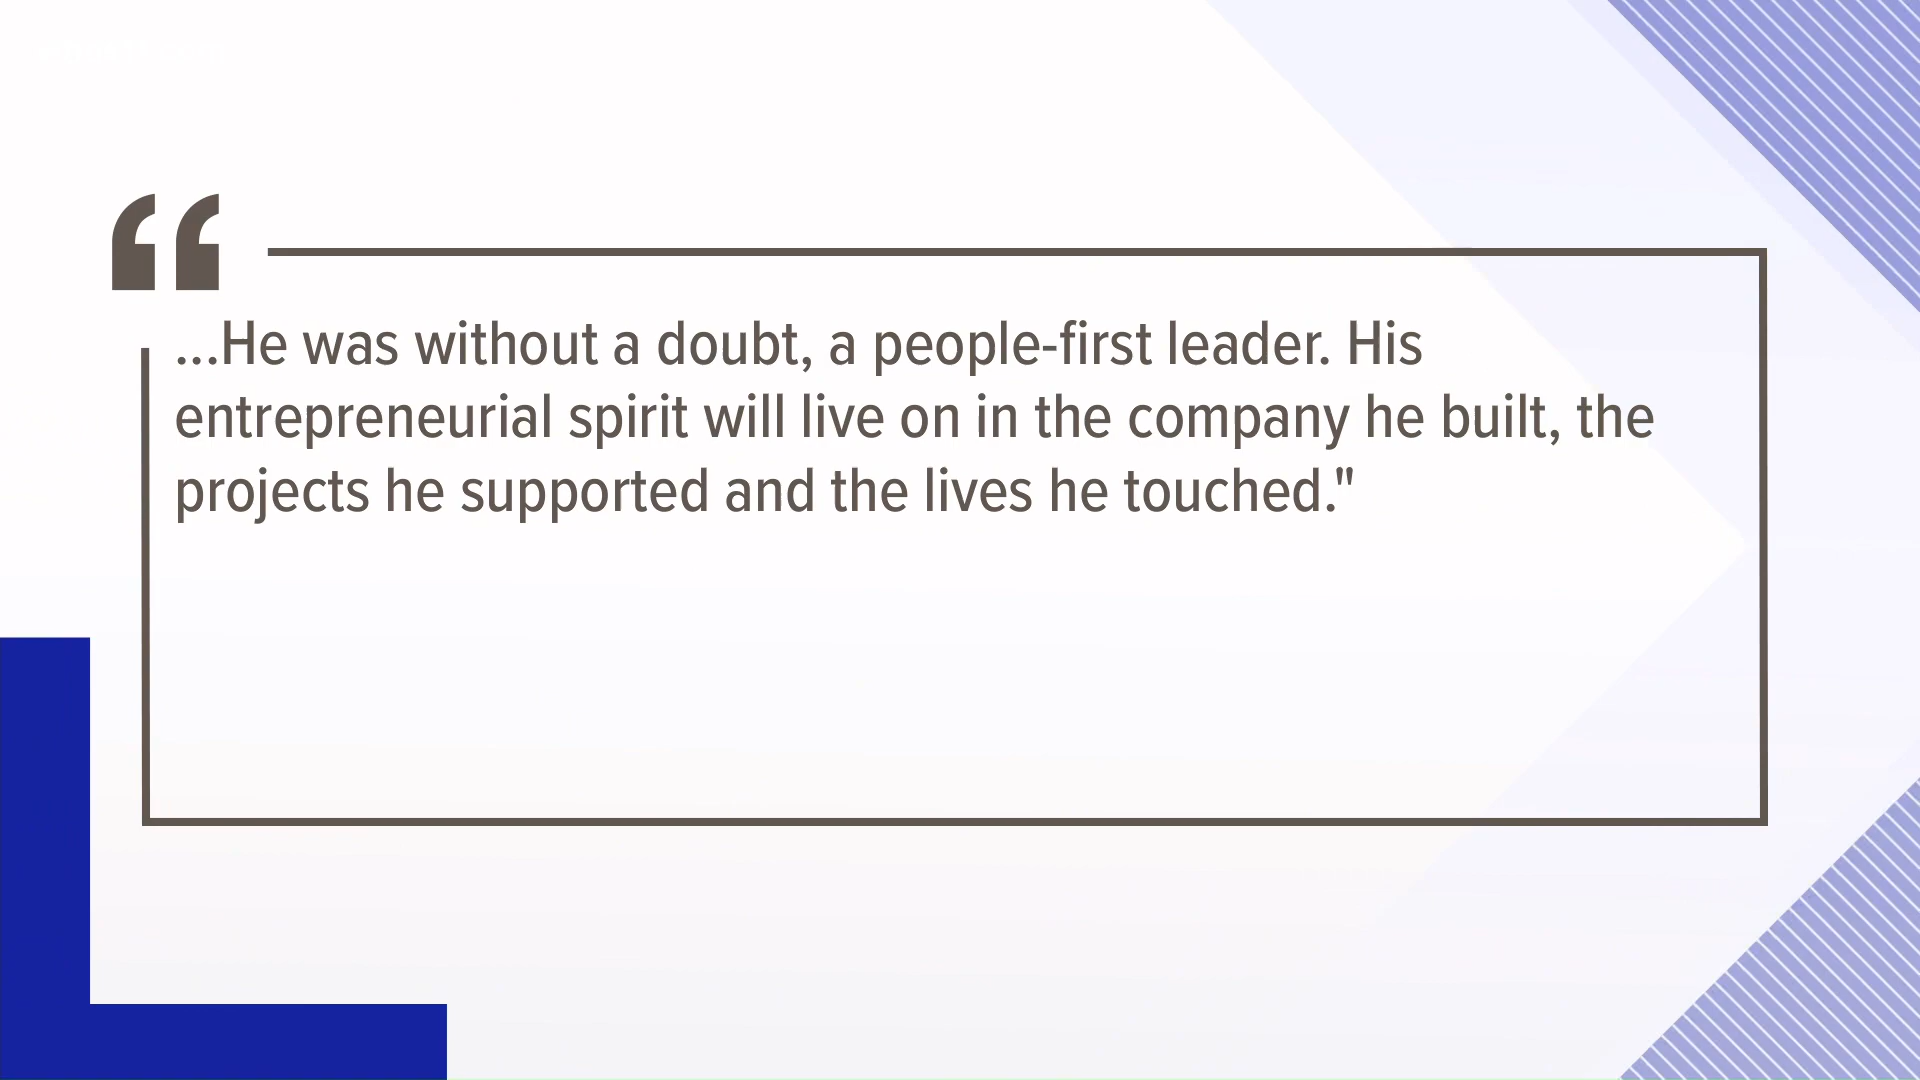 ...He was without a doubt, a people-first leader. His
entrepreneurial spirit will live on in the company he built, the
projects he supported and the lives he touched."